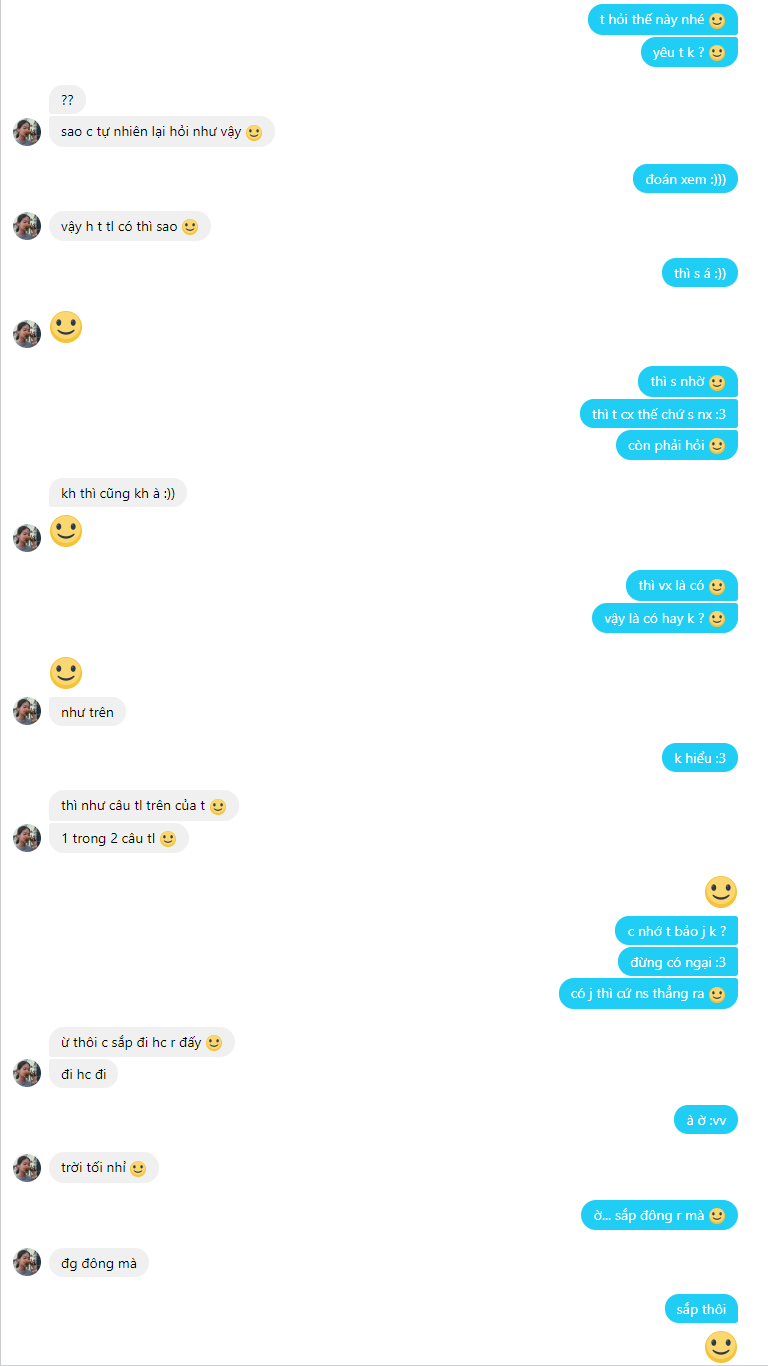 t hỏi thế này nhé 🙂
yêu t k ? 🙂
??
sao c tự nhiên lại hỏi như vậy 🙂
đoán xem :)))
vậy h t tl có thì sao 🙂
thì s á :))
🙂
thì s nhờ 🙂
thì t cx thế chứ s nx :3
còn phải hỏi 🙂
kh thì cũng kh à :))
🙂
thì vx là có 🙂
vậy là có hay k ? 🙂
🙂
như trên
k hiểu :3
thì như câu tl trên của t 🙂
1 trong 2 câu tl 🙂
🙂
c nhớ t bảo j k ?
đừng có ngại :3
có j thì cứ ns thẳng ra 🙂
ừ thôi c sắp đi hc r đấy 🙂
đi hc đi
à ờ :vv
trời tối nhỉ 🙂
ờ... sắp đông r mà 🙂
đg đông mà
sắp thôi
🙂